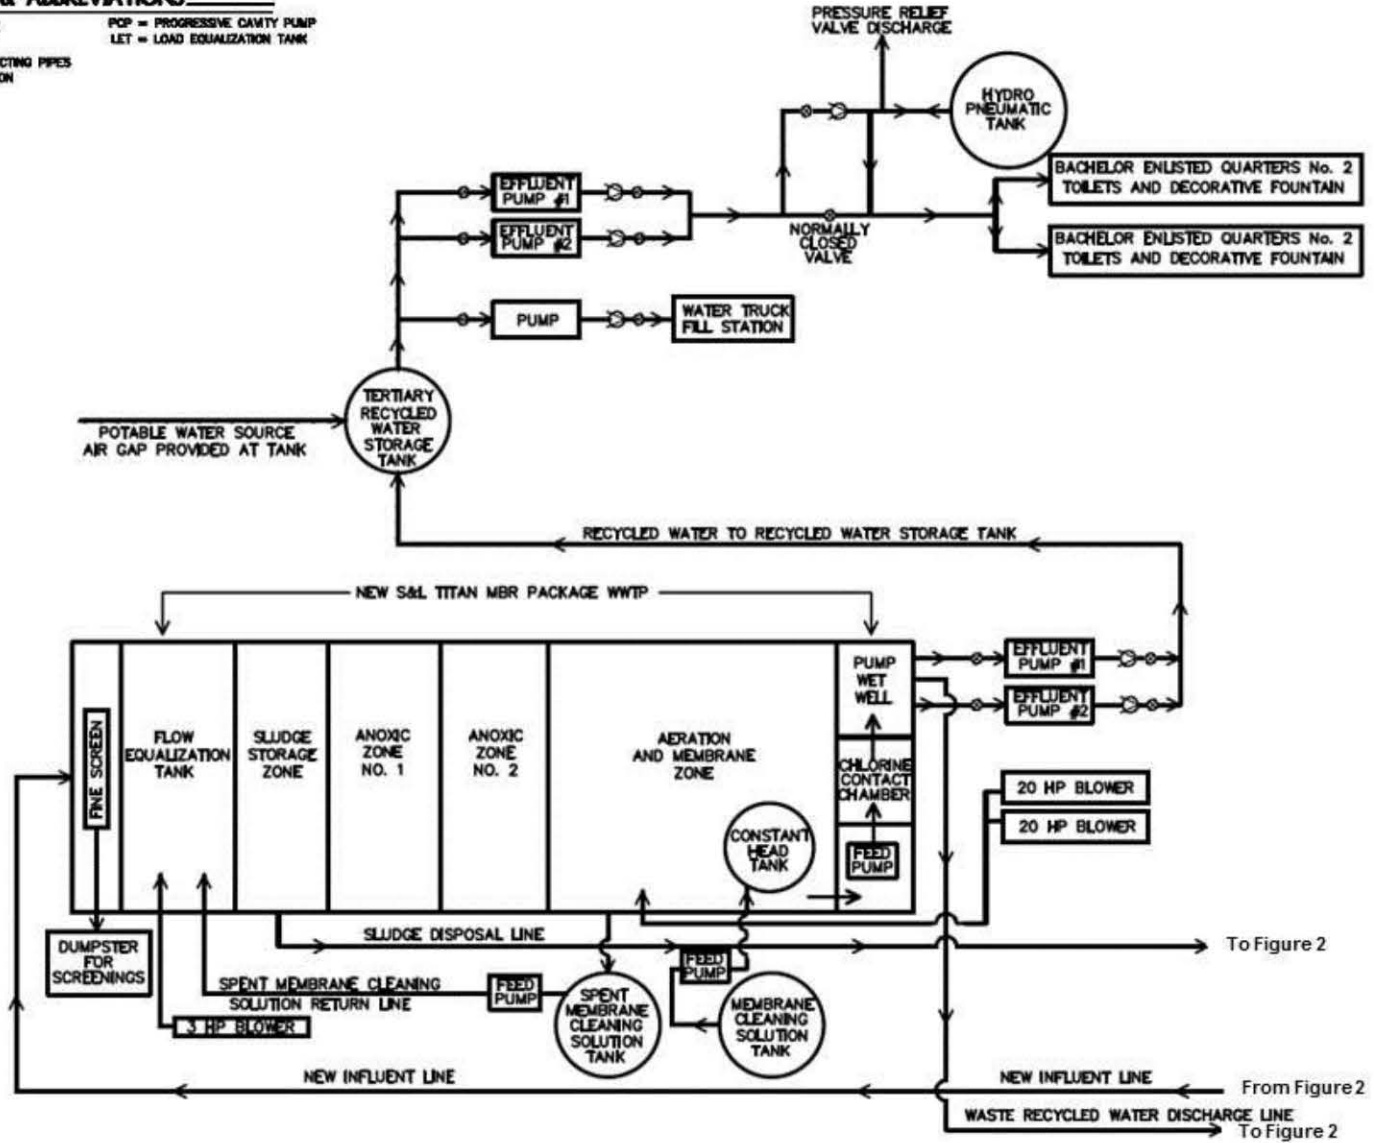 ABBREVIATIONS
PCP = PROGRESSIVE CAVITY PUMP
LET = LOAD EQUALIZATION TANK
CTING PIPES
ON
PRESSURE RELIEF
VALVE DISCHARGE
HYDRO
PNEUMATIC
TANK
BACHELOR ENLISTED QUARTERS No. 2
TOILETS AND DECORATIVE FOUNTAIN
EFFLUENT
PUMP #1
EFFLUENT
PUMP #2
NORMALLY
CLOSED
VALVE
BACHELOR ENLISTED QUARTERS No. 2
TOILETS AND DECORATIVE FOUNTAIN
PUMP
WATER TRUCK
FILL STATION
TERTIARY
RECYCLED
WATER
STORAGE
TANK
POTABLE WATER SOURCE
AIR GAP PROVIDED AT TANK
RECYCLED WATER TO RECYCLED WATER STORAGE TANK
NEW S&L TITAN MBR PACKAGE WWTP
FINE SCREEN
FLOW
EQUALIZATION
TANK
SLUDGE
STORAGE
ZONE
ANOXIC
ZONE
NO. 1
ANOXIC
ZONE
NO. 2
AERATION
AND MEMBRANE
ZONE
PUMP
WET
WELL
EFFLUENT
PUMP #1
EFFLUENT
PUMP #2
CHLORINE
CONTACT
CHAMBER
20 HP BLOWER
20 HP BLOWER
CONSTANT
HEAD
TANK
FEED
PUMP
DUMPSTER
FOR
SCREENINGS
SLUDGE DISPOSAL LINE
To Figure 2
SPENT MEMBRANE CLEANING
SOLUTION RETURN LINE
FEED
PUMP
SPENT
MEMBRANE
CLEANING
SOLUTION
TANK
FEED
PUMP
MEMBRANE
CLEANING
SOLUTION
TANK
3 HP BLOWER
NEW INFLUENT LINE
NEW INFLUENT LINE
From Figure 2
WASTE RECYCLED WATER DISCHARGE LINE
To Figure 2